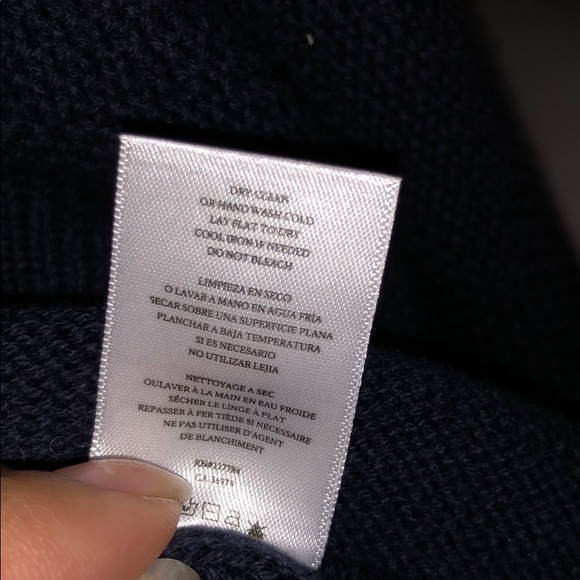 DRY CLEAN
OR HAND WASH COLD
LAY FLAT TO DRY
COOL IRON IF NEEDED
DO NOT BLEACH
LIMPIEZA EN SECO
O LAVAR A MANO EN AGUA FRIA
SECAR SOBRE UNA SUPERFICIE PLANA
PLANCHAR A BAJA TEMPERATURA
SI ES NECESARIO
NO UTILIZAR LEJIA
NETTOYAGE A SEC
OULAVER À LA MAIN EN EAU FROIDE
SÉCHER LE LINGE À PLAT
REPASSER À PER TIÈDE SI NÉCESSAIRE
NE PAS UTILISER D'AGENT
DE BLANCHIMENT
CA 36979